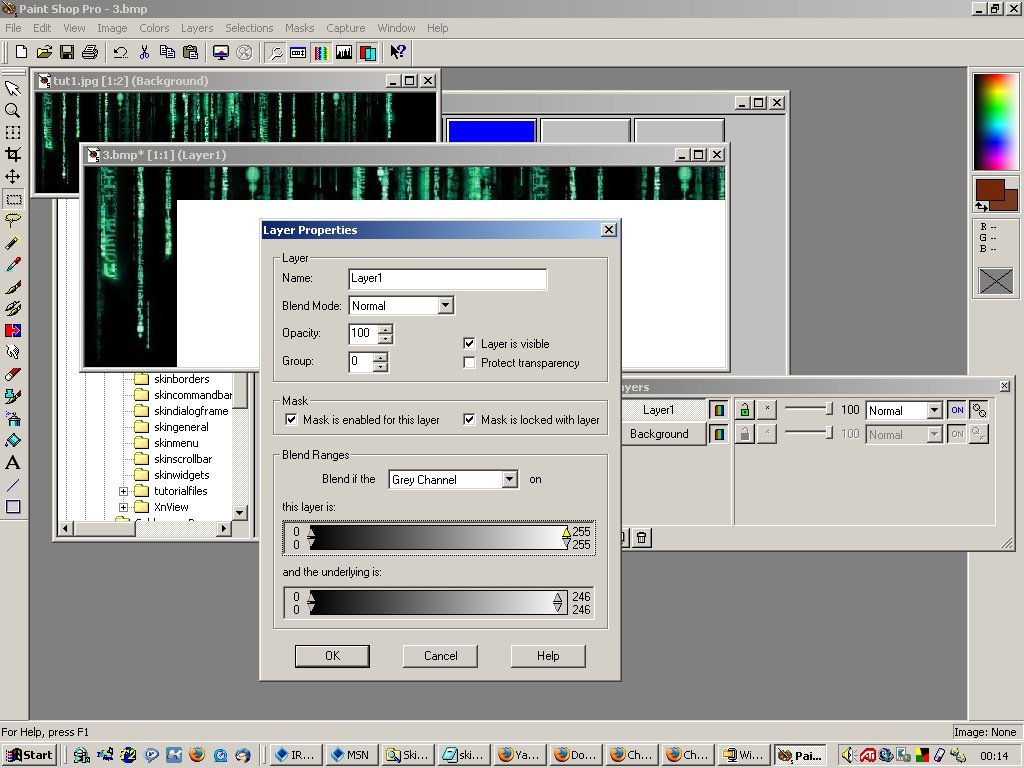 Paint Shop Pro - 3.bmp
File Edit View Image Colors Layers Selections Masks Capture Window Help
tut1.jpg [1:2] (Background)
3.bmp* [1:1] (Layer1)
Layer Properties
Layer
Name: Layer1
Blend Mode: Normal
Opacity: 100
Layer is visible
Group: 0
Protect transparency
Mask
Mask is enabled for this layer
Mask is locked with layer
Blend Ranges
Blend if the Grey Channel on
this layer is:
0 255
0 255
and the underlying is:
0 246
0 246
OK Cancel Help
R --
G --
B --
skinborders
skincommandbar
skindialogframe
skingeneral
skinmenu
skinscrollbar
skinwidgets
tutorialfiles
XnView
ayers
Layer1 100 Normal ON
Background 100 Normal ON
A
For Help, press F1
Image: None
Start IR... MSN Ski... ski... Ya... Do... Ch... Ch... Win... Pai... 00:14